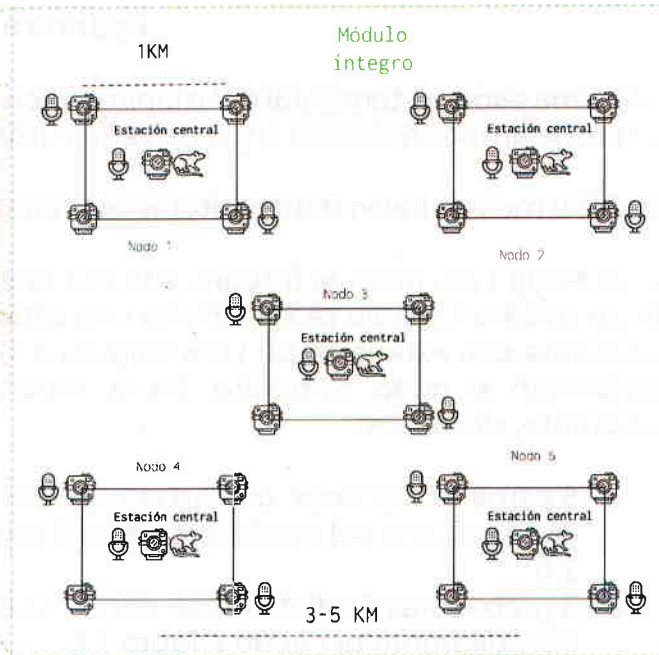 1KM
Módulo
íntegro
Estación central
Estación central
Nodo 1
Nodo 2
Nodo 3
Estación central
Nodo 4
Nodo 5
Estación central
Estación central
3-5 KM